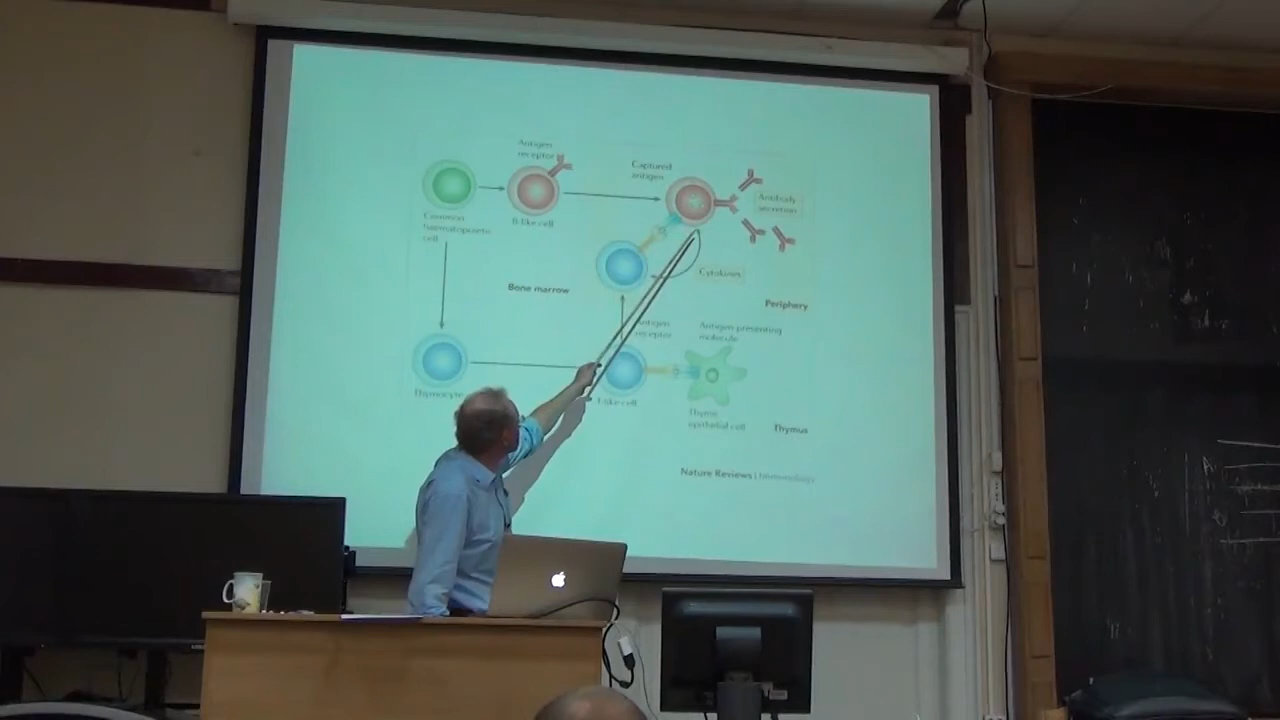 Antigen
receptor
Captured
antigen
Antibody
secretion
Common
haematopoietic
cell
B-like cell
Cytokines
Bone marrow
Periphery
Antigen
receptor
Antigen-presenting
molecule
Thymocyte
T-like cell
Thymic
epithelial cell
Thymus
Nature Reviews | Immunology